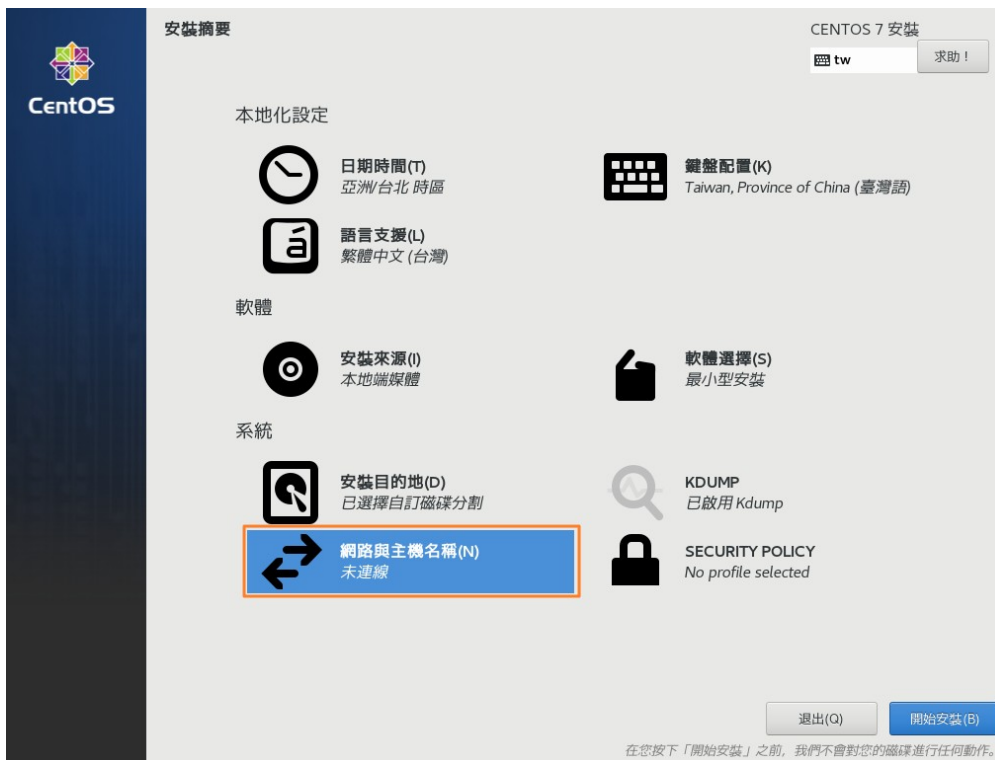 安裝摘要
CENTOS 7 安裝
tw
求助！
CentOS
本地化設定
日期時間(T)
亞洲/台北 時區
鍵盤配置(K)
Taiwan, Province of China (臺灣語)
語言支援(L)
繁體中文 (台灣)
軟體
安裝來源(I)
本地端媒體
軟體選擇(S)
最小型安裝
系統
安裝目的地(D)
已選擇自訂磁碟分割
KDUMP
已啟用 Kdump
網路與主機名稱(N)
未連線
SECURITY POLICY
No profile selected
退出(Q)
開始安裝(B)
在您按下「開始安裝」之前，我們不會對您的磁碟進行任何動作。